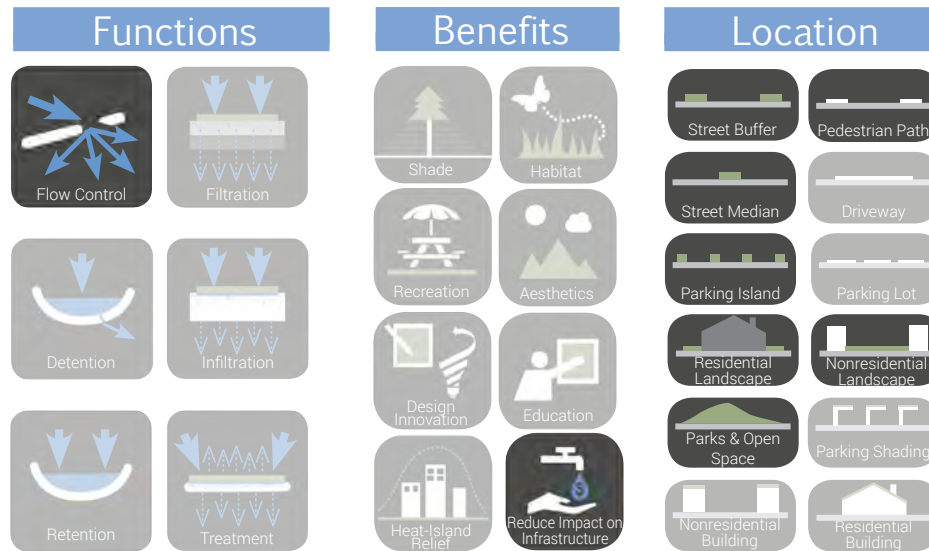 Functions
Flow Control
Filtration
Detention
Infiltration
Retention
Treatment
Benefits
Shade
Habitat
Recreation
Aesthetics
Design
Innovation
Education
Heat-Island
Relief
$
Reduce Impact on
Infrastructure
Location
Street Buffer
Pedestrian Path
Street Median
Driveway
Parking Island
Parking Lot
Residential
Landscape
Nonresidential
Landscape
Parks & Open
Space
Parking Shading
Nonresidential
Building
Residential
Building